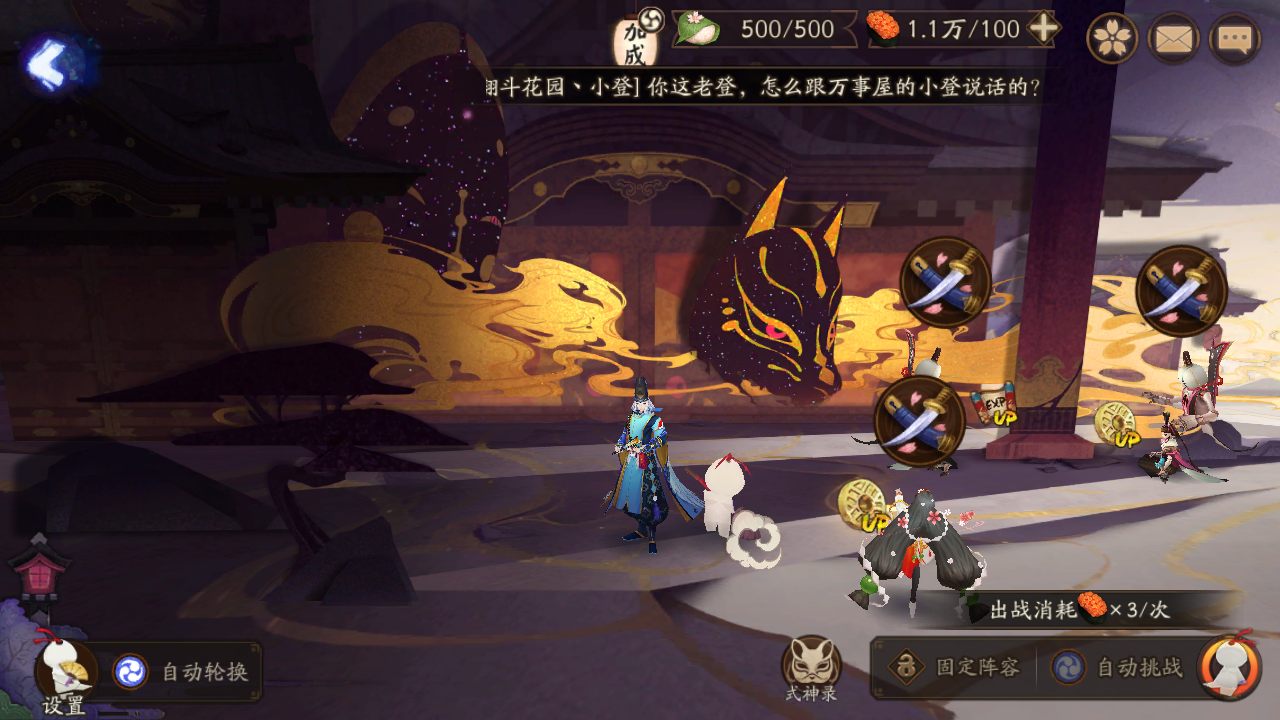 加成
500/500
1.1万/100
斗花园丶小登] 你这老登，怎么跟万事屋的小登说话的?
EXP
UP
UP
UP
出战消耗 ×3/次
自动轮换
设置
式神录
固定阵容
自动挑战